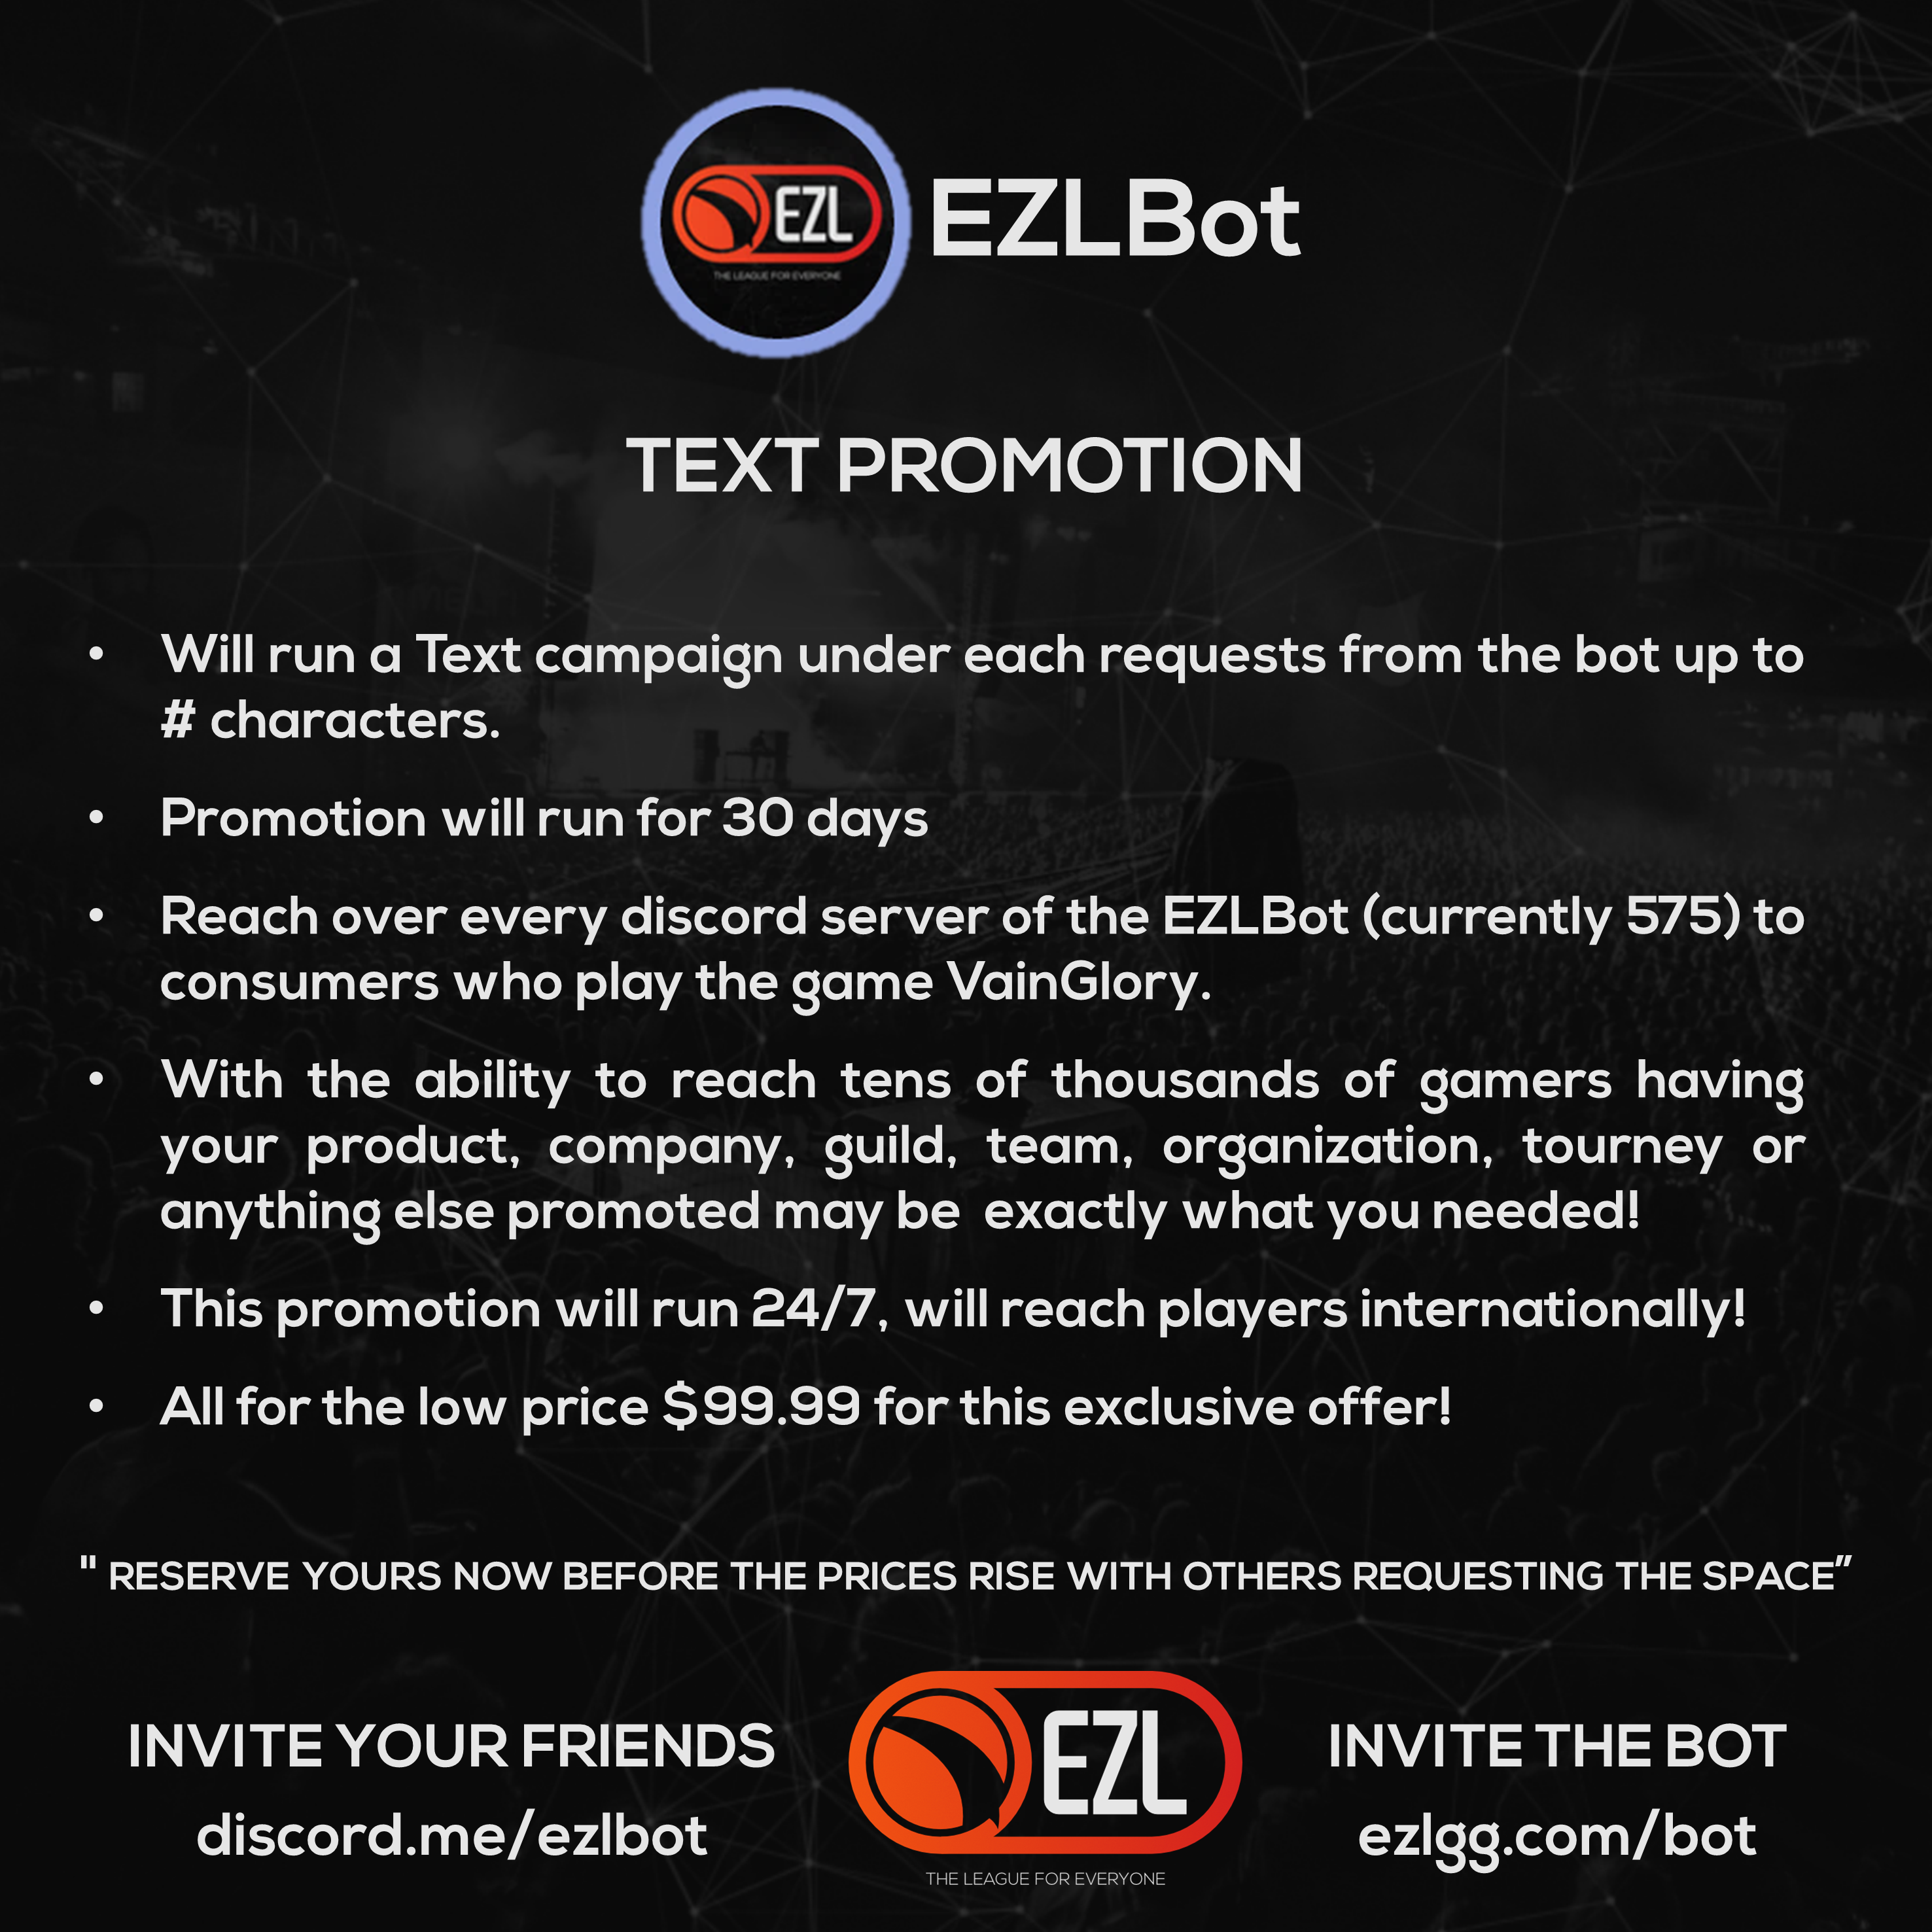 EZL
THE LEAGUE FOR EVERYONE
EZLBot
TEXT PROMOTION
• Will run a Text campaign under each requests from the bot up to
# characters.
• Promotion will run for 30 days
• Reach over every discord server of the EZLBot (currently 575) to
consumers who play the game VainGlory.
• With the ability to reach tens of thousands of gamers having
your product, company, guild, team, organization, tourney or
anything else promoted may be exactly what you needed!
• This promotion will run 24/7, will reach players internationally!
• All for the low price $99.99 for this exclusive offer!
" RESERVE YOURS NOW BEFORE THE PRICES RISE WITH OTHERS REQUESTING THE SPACE”
INVITE YOUR FRIENDS
discord.me/ezlbot
EZL
THE LEAGUE FOR EVERYONE
INVITE THE BOT
ezlgg.com/bot